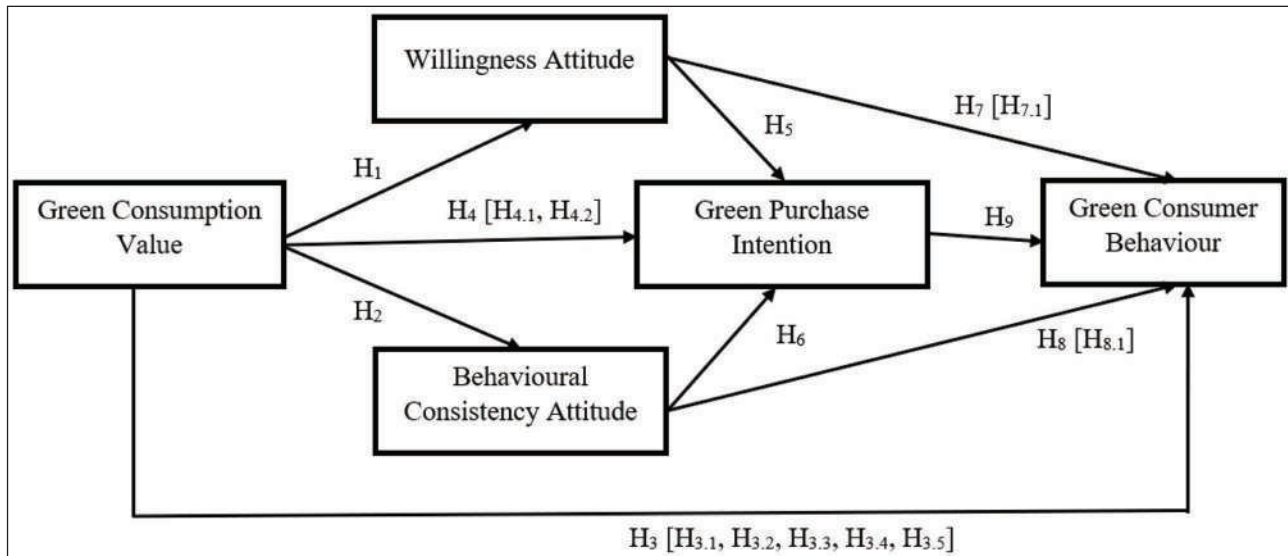 Willingness Attitude
H₇ [H₇.₁]
H₅
H₁
Green Consumption
Value
H₄ [H₄.₁, H₄.₂]
Green Purchase
Intention
H₉
Green Consumer
Behaviour
H₂
H₆
H₈ [H₈.₁]
Behavioural
Consistency Attitude
H₃ [H₃.₁, H₃.₂, H₃.₃, H₃.₄, H₃.₅]